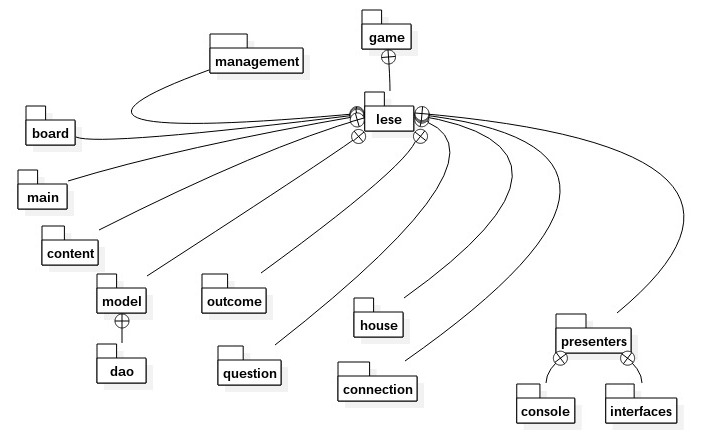 game
management
lese
board
main
content
model
outcome
house
presenters
dao
question
connection
console
interfaces